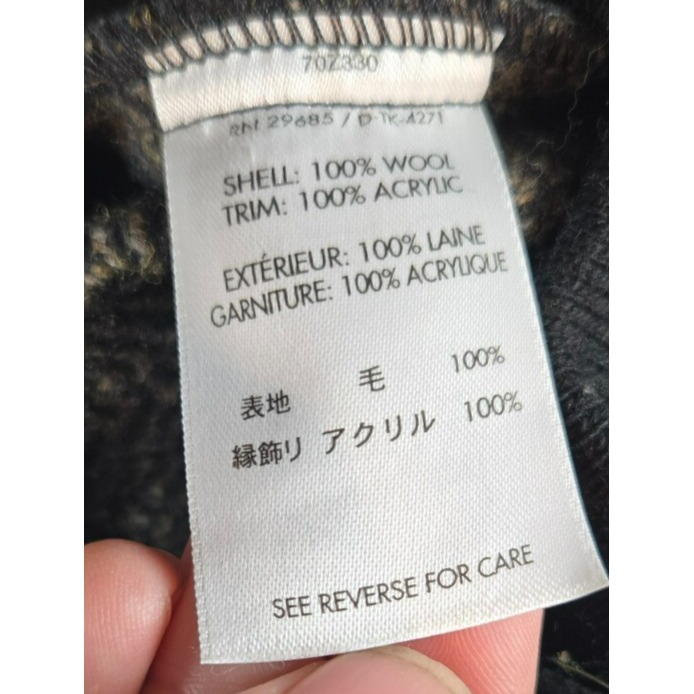 70Z330
RN 29685 / D-TK-4271
SHELL: 100% WOOL
TRIM: 100% ACRYLIC
EXTÉRIEUR: 100% LAINE
GARNITURE: 100% ACRYLIQUE
表地 毛 100%
縁飾リ アクリル 100%
SEE REVERSE FOR CARE